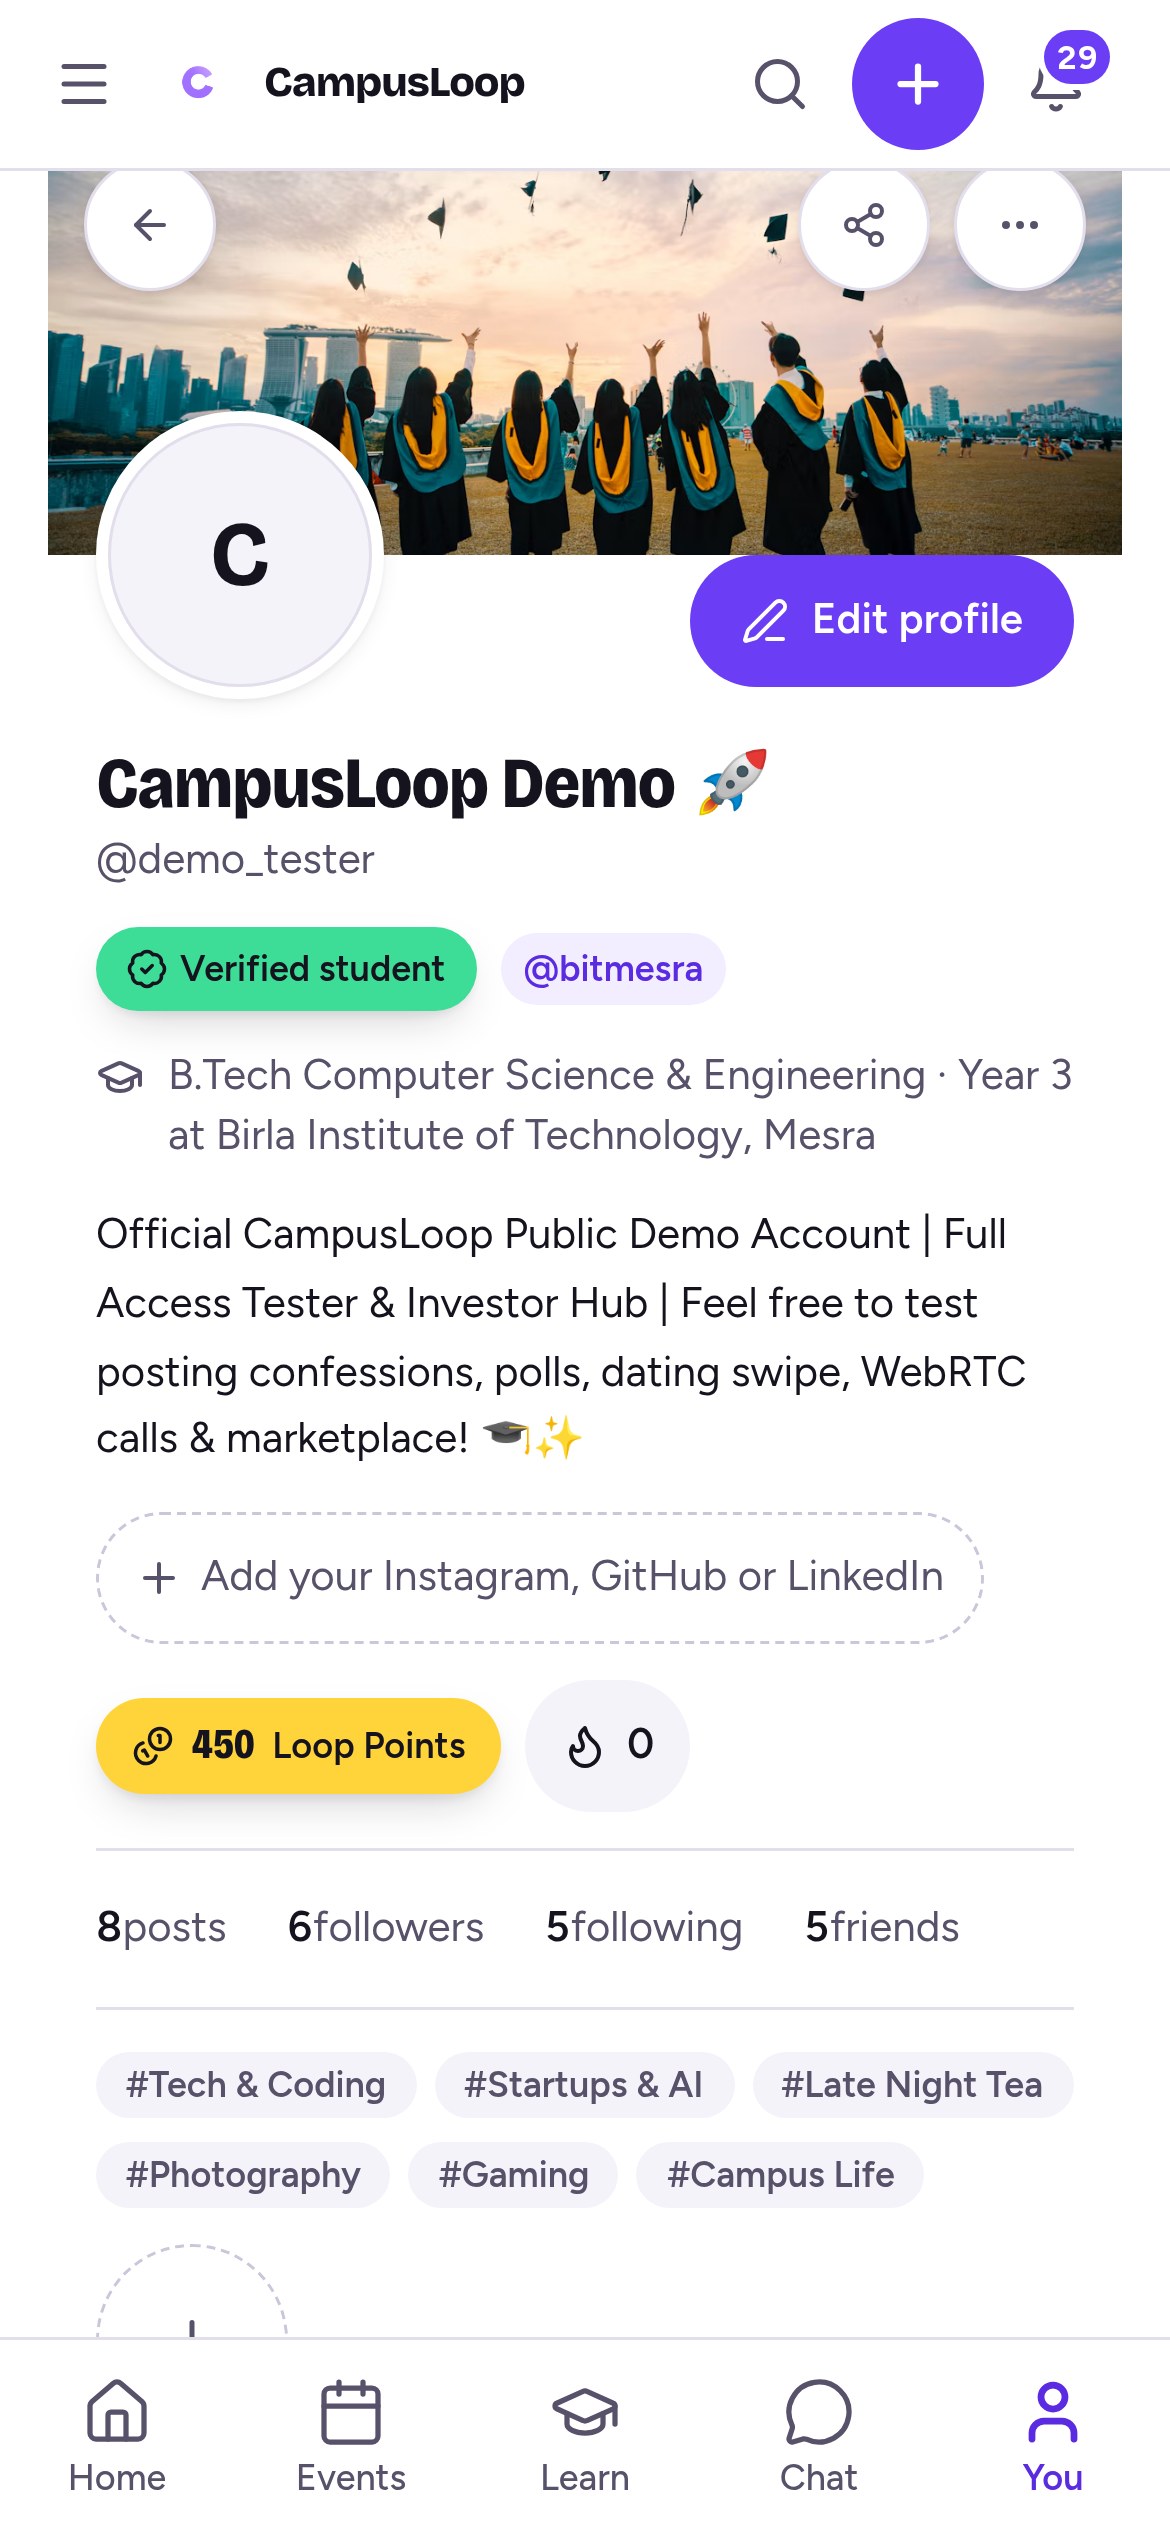 C CampusLoop
29
C
Edit profile
CampusLoop Demo 🚀
@demo_tester
Verified student @bitmesra
B.Tech Computer Science & Engineering · Year 3
at Birla Institute of Technology, Mesra
Official CampusLoop Public Demo Account | Full
Access Tester & Investor Hub | Feel free to test
posting confessions, polls, dating swipe, WebRTC
calls & marketplace! 🎓✨
+ Add your Instagram, GitHub or LinkedIn
450 Loop Points 0
8posts 6followers 5following 5friends
#Tech & Coding #Startups & AI #Late Night Tea
#Photography #Gaming #Campus Life
Home Events Learn Chat You